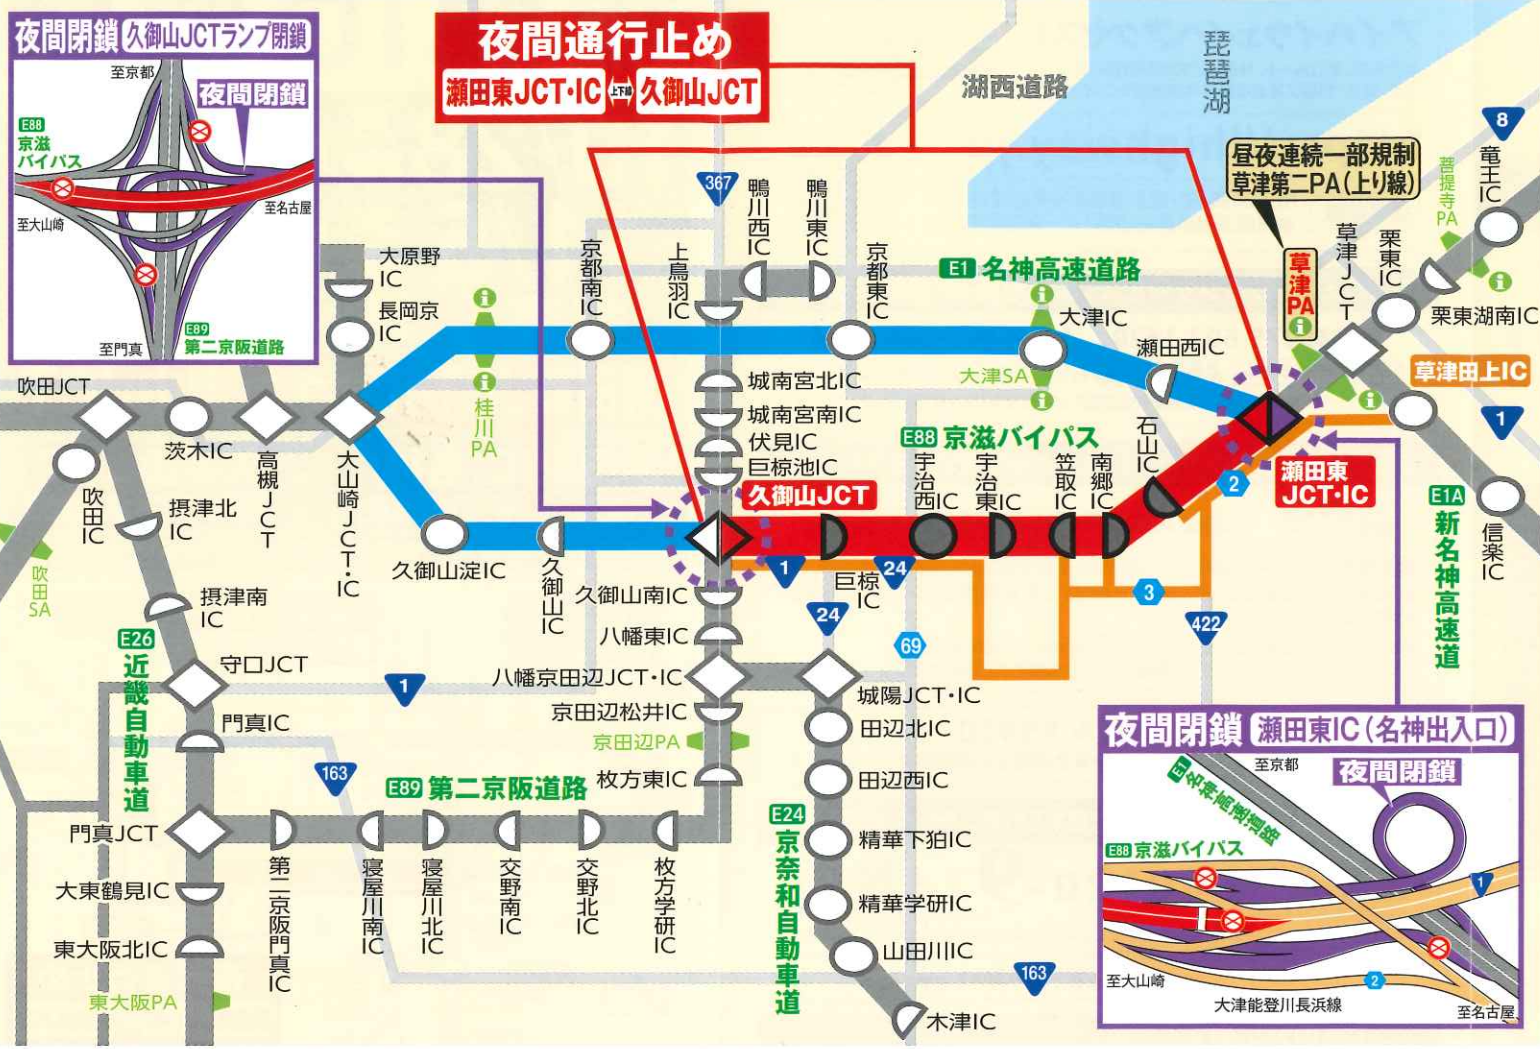 夜間閉鎖 久御山JCTランプ閉鎖
至京都
夜間閉鎖
E88
京滋
バイパス
至大山崎
至名古屋
E89
第二京阪道路
至門真
夜間通行止め
瀬田東JCT・IC 上下線 久御山JCT
湖西道路
琵琶湖
8
竜王IC
昼夜連続一部規制
草津第二PA(上り線)
菩提寺PA
草津JCT
栗東IC
栗東湖南IC
草津PA
草津田上IC
1
367
鴨川西IC
鴨川東IC
京都南IC
上鳥羽IC
京都東IC
E1 名神高速道路
大津IC
瀬田西IC
大津SA
大原野
IC
長岡京
IC
桂川PA
吹田JCT
茨木IC
高槻JCT
大山崎JCT・IC
吹田IC
吹田SA
摂津北
IC
摂津南
IC
城南宮北IC
城南宮南IC
伏見IC
巨椋池IC
E88 京滋バイパス
久御山JCT
宇治西IC
宇治東IC
笠取IC
南郷IC
石山IC
2
瀬田東
JCT・IC
E1A
新名神高速道路
信楽IC
久御山淀IC
久御山IC
久御山南IC
1
巨椋IC
24
24
3
422
69
八幡東IC
八幡京田辺JCT・IC
城陽JCT・IC
E26
近畿自動車道
守口JCT
1
門真IC
163
京田辺松井IC
京田辺PA
枚方東IC
田辺北IC
田辺西IC
E89 第二京阪道路
E24
京奈和自動車道
門真JCT
大東鶴見IC
東大阪北IC
東大阪PA
第二京阪門真IC
寝屋川南IC
寝屋川北IC
交野南IC
交野北IC
枚方学研IC
精華下狛IC
精華学研IC
山田川IC
木津IC
163
夜間閉鎖 瀬田東IC(名神出入口)
至京都
夜間閉鎖
E1 名神高速道路
E88 京滋バイパス
1
至大山崎
2
大津能登川長浜線
至名古屋